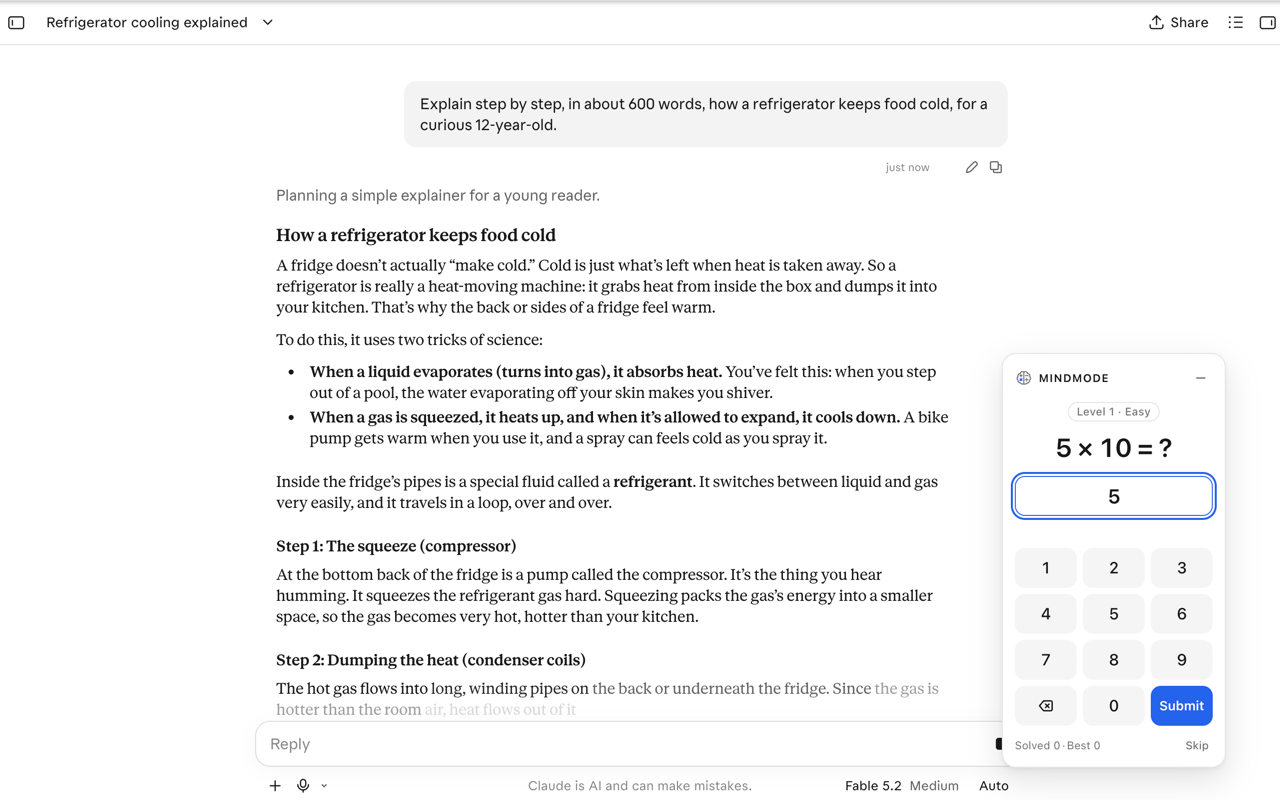 Refrigerator cooling explained
Share
Explain step by step, in about 600 words, how a refrigerator keeps food cold, for a
curious 12-year-old.
just now
Planning a simple explainer for a young reader.
How a refrigerator keeps food cold
A fridge doesn’t actually “make cold.” Cold is just what’s left when heat is taken away. So a
refrigerator is really a heat-moving machine: it grabs heat from inside the box and dumps it into
your kitchen. That’s why the back or sides of a fridge feel warm.
To do this, it uses two tricks of science:
• When a liquid evaporates (turns into gas), it absorbs heat. You’ve felt this: when you step
out of a pool, the water evaporating off your skin makes you shiver.
• When a gas is squeezed, it heats up, and when it’s allowed to expand, it cools down. A bike
pump gets warm when you use it, and a spray can feels cold as you spray it.
Inside the fridge’s pipes is a special fluid called a refrigerant. It switches between liquid and gas
very easily, and it travels in a loop, over and over.
Step 1: The squeeze (compressor)
At the bottom back of the fridge is a pump called the compressor. It’s the thing you hear
humming. It squeezes the refrigerant gas hard. Squeezing packs the gas’s energy into a smaller
space, so the gas becomes very hot, hotter than your kitchen.
Step 2: Dumping the heat (condenser coils)
The hot gas flows into long, winding pipes on the back or underneath the fridge. Since the gas is
hotter than the room air, heat flows out of it
Reply
Claude is AI and can make mistakes.
Fable 5.2 Medium Auto
MINDMODE
Level 1 · Easy
5 × 10 = ?
5
1 2 3
4 5 6
7 8 9
0 Submit
Solved 0 · Best 0 Skip